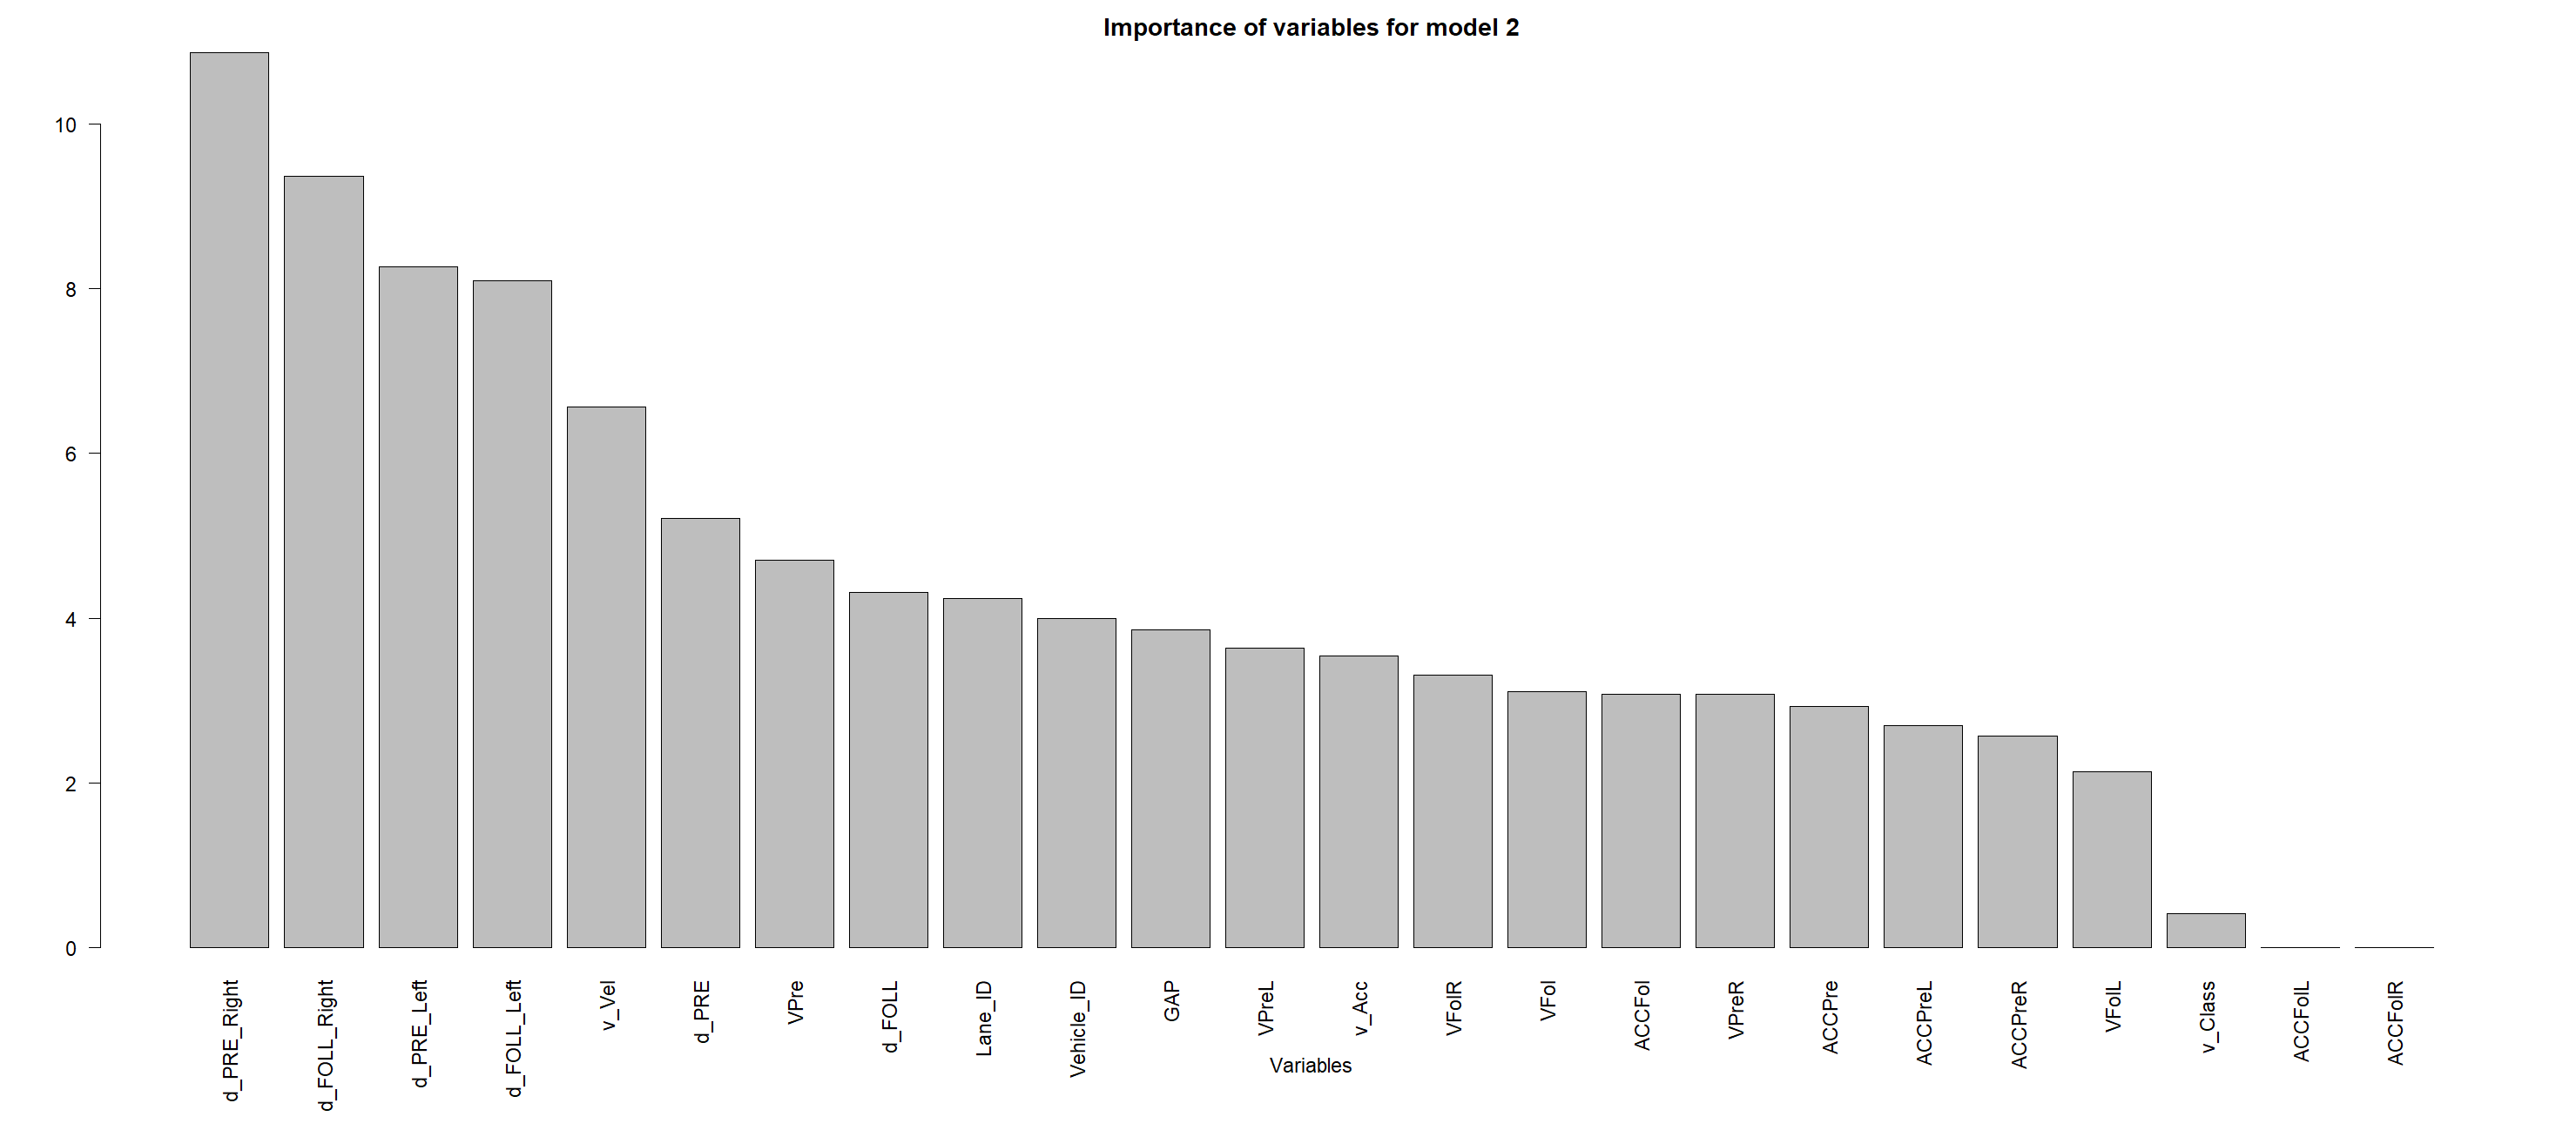 Importance of variables for model 2
10
8
6
4
2
0
d_PRE_Right
d_FOLL_Right
d_PRE_Left
d_FOLL_Left
v_Vel
d_PRE
VPre
d_FOLL
Lane_ID
Vehicle_ID
GAP
VPreL
v_Acc
VFolR
VFol
ACCFol
VPreR
ACCPre
ACCPreL
ACCPreR
VFolL
v_Class
ACCFolL
ACCFolR
Variables